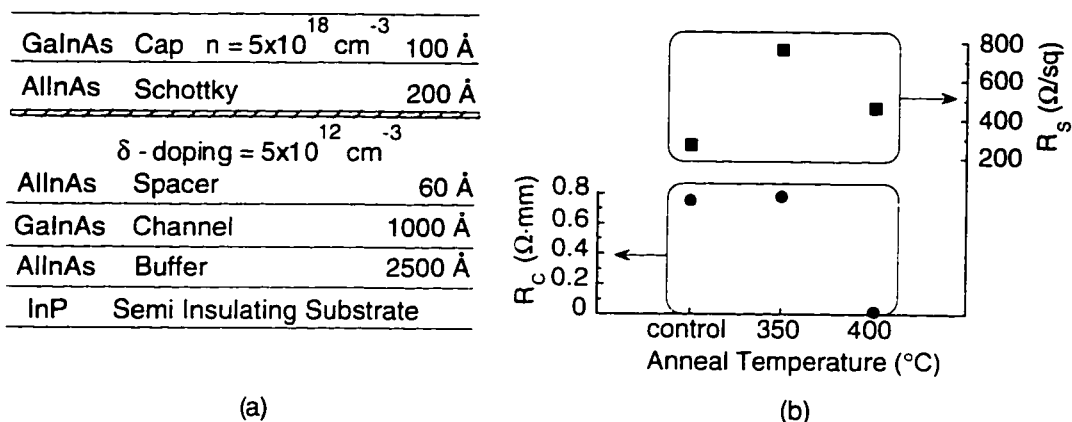 GaInAs Cap n = 5x10^18 cm^-3 100 Å
AlInAs Schottky 200 Å
δ - doping = 5x10^12 cm^-3
AlInAs Spacer 60 Å
GaInAs Channel 1000 Å
AlInAs Buffer 2500 Å
InP Semi Insulating Substrate
(a)
800
600
400
200
R_S (Ω/sq)
0.8
0.6
0.4
0.2
0
R_C (Ω·mm)
control 350 400
Anneal Temperature (°C)
(b)